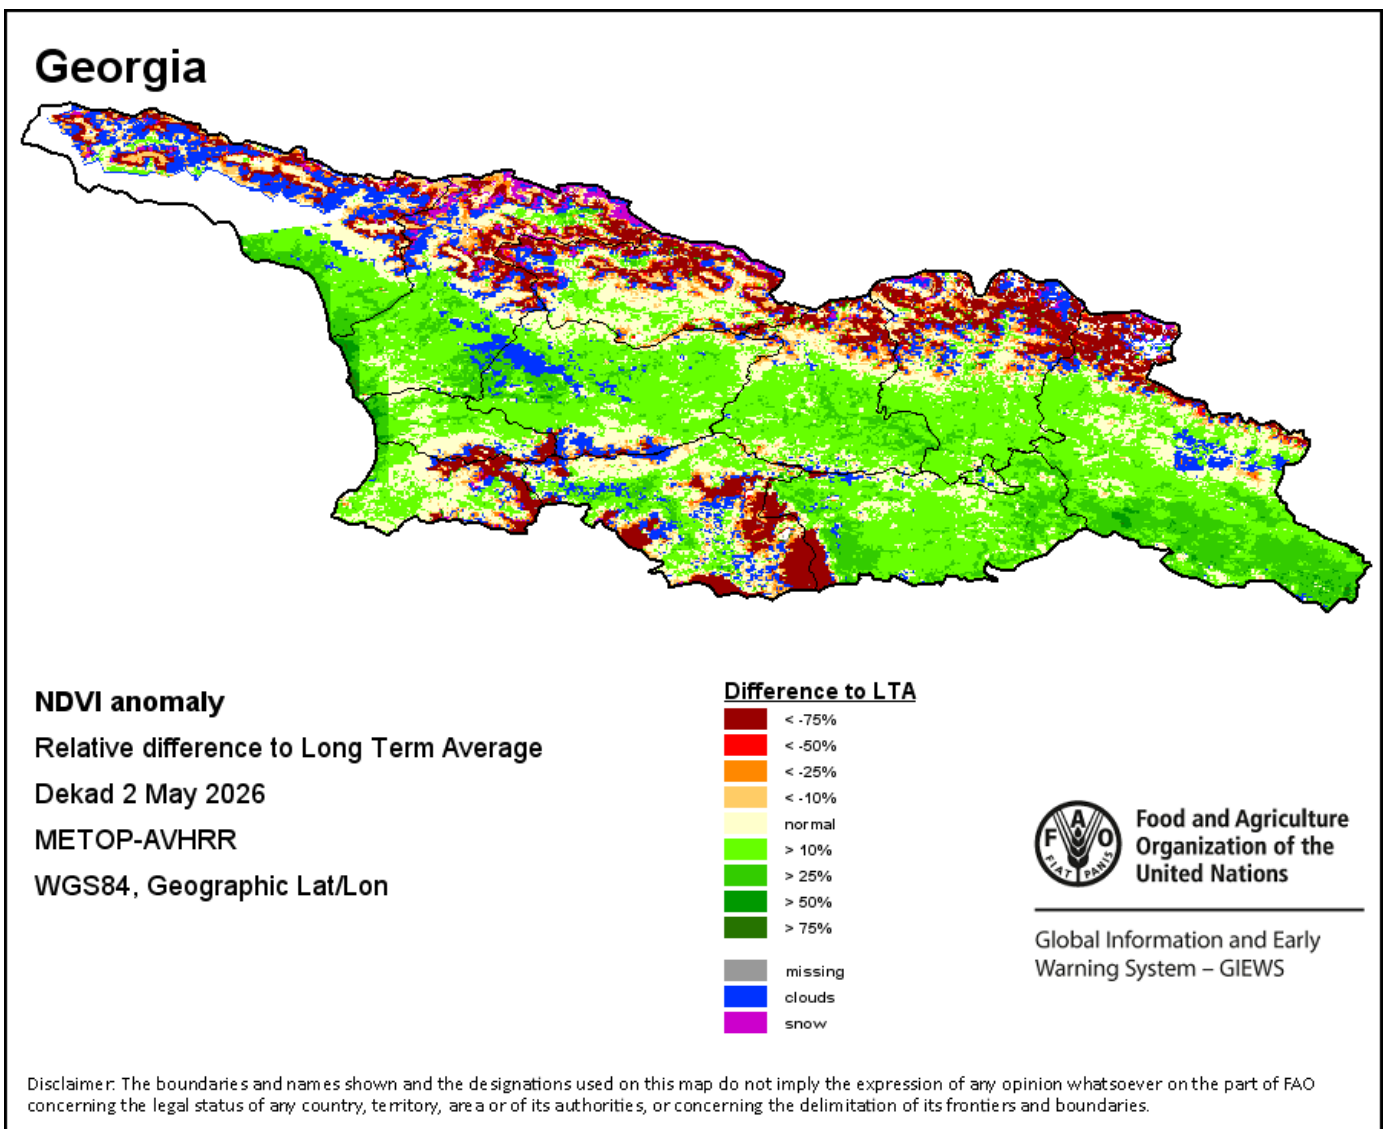 Georgia
NDVI anomaly
Relative difference to Long Term Average
Dekad 2 May 2026
METOP-AVHRR
WGS84, Geographic Lat/Lon
Difference to LTA
< -75%
< -50%
< -25%
< -10%
normal
> 10%
> 25%
> 50%
> 75%
missing
clouds
snow
F A O
FIAT PANIS
Food and Agriculture
Organization of the
United Nations
Global Information and Early
Warning System – GIEWS
Disclaimer: The boundaries and names shown and the designations used on this map do not imply the expression of any opinion whatsoever on the part of FAO
concerning the legal status of any country, territory, area or of its authorities, or concerning the delimitation of its frontiers and boundaries.